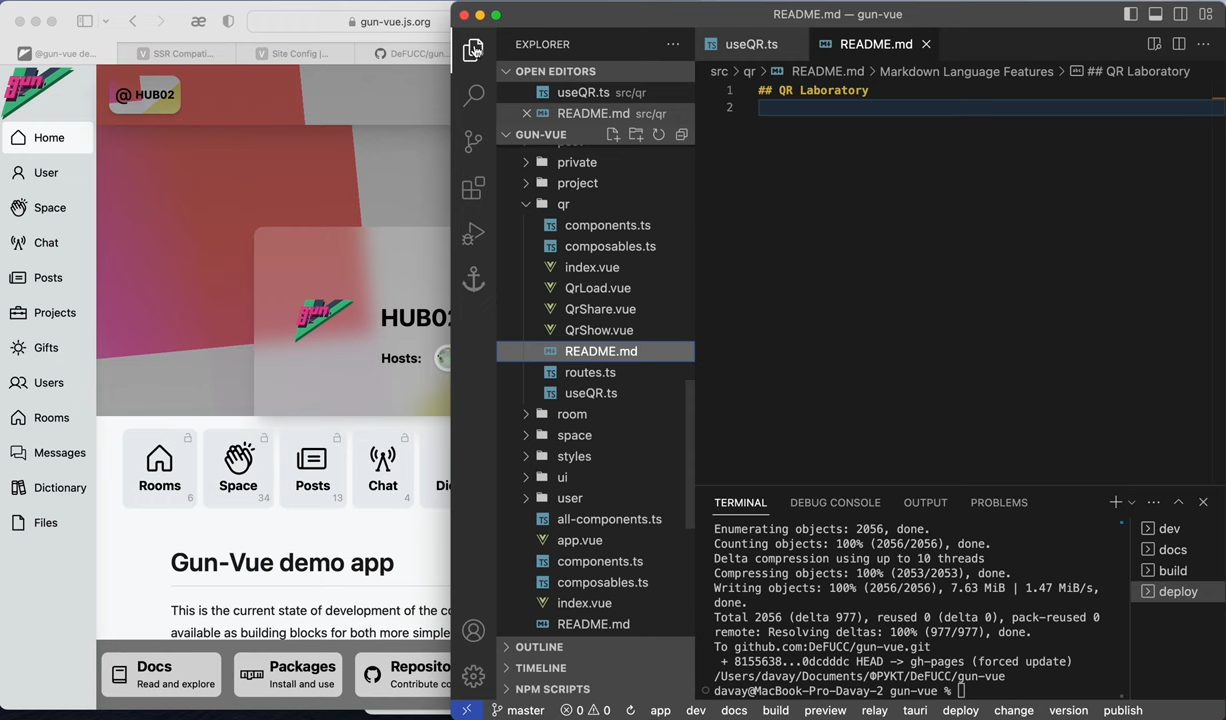 gun-vue.js.org
@gun-vue de...
SSR Compati...
Site Config |...
DeFUCC/gun...
gun
@ HUB02
Home
User
Space
Chat
Posts
Projects
Gifts
Users
Rooms
Messages
Dictionary
Files
gun
HUB02
Hosts:
Rooms
6
Space
34
Posts
13
Chat
4
Di
Gun-Vue demo app
This is the current state of development of the co
available as building blocks for both more simple
Docs
Read and explore
Packages
Install and use
Reposito
Contribute co
README.md — gun-vue
EXPLORER
OPEN EDITORS
useQR.ts src/qr
README.md src/qr
GUN-VUE
private
project
qr
components.ts
composables.ts
index.vue
QrLoad.vue
QrShare.vue
QrShow.vue
README.md
routes.ts
useQR.ts
room
space
styles
ui
user
all-components.ts
app.vue
components.ts
composables.ts
index.vue
README.md
OUTLINE
TIMELINE
NPM SCRIPTS
useQR.ts
README.md
src > qr > README.md > Markdown Language Features > ## QR Laboratory
1 ## QR Laboratory
2
TERMINAL DEBUG CONSOLE OUTPUT PROBLEMS
Enumerating objects: 2056, done.
Counting objects: 100% (2056/2056), done.
Delta compression using up to 10 threads
Compressing objects: 100% (2053/2053), done.
Writing objects: 100% (2056/2056), 7.63 MiB | 1.47 MiB/s,
done.
Total 2056 (delta 977), reused 0 (delta 0), pack-reused 0
remote: Resolving deltas: 100% (977/977), done.
To github.com:DeFUCC/gun-vue.git
+ 8155638...0dcdddc HEAD -> gh-pages (forced update)
/Users/davay/Documents/ФРУКТ/DeFUCC/gun-vue
davay@MacBook-Pro-Davay-2 gun-vue %
dev
docs
build
deploy
master 0 0 app dev docs build preview relay tauri deploy change version publish